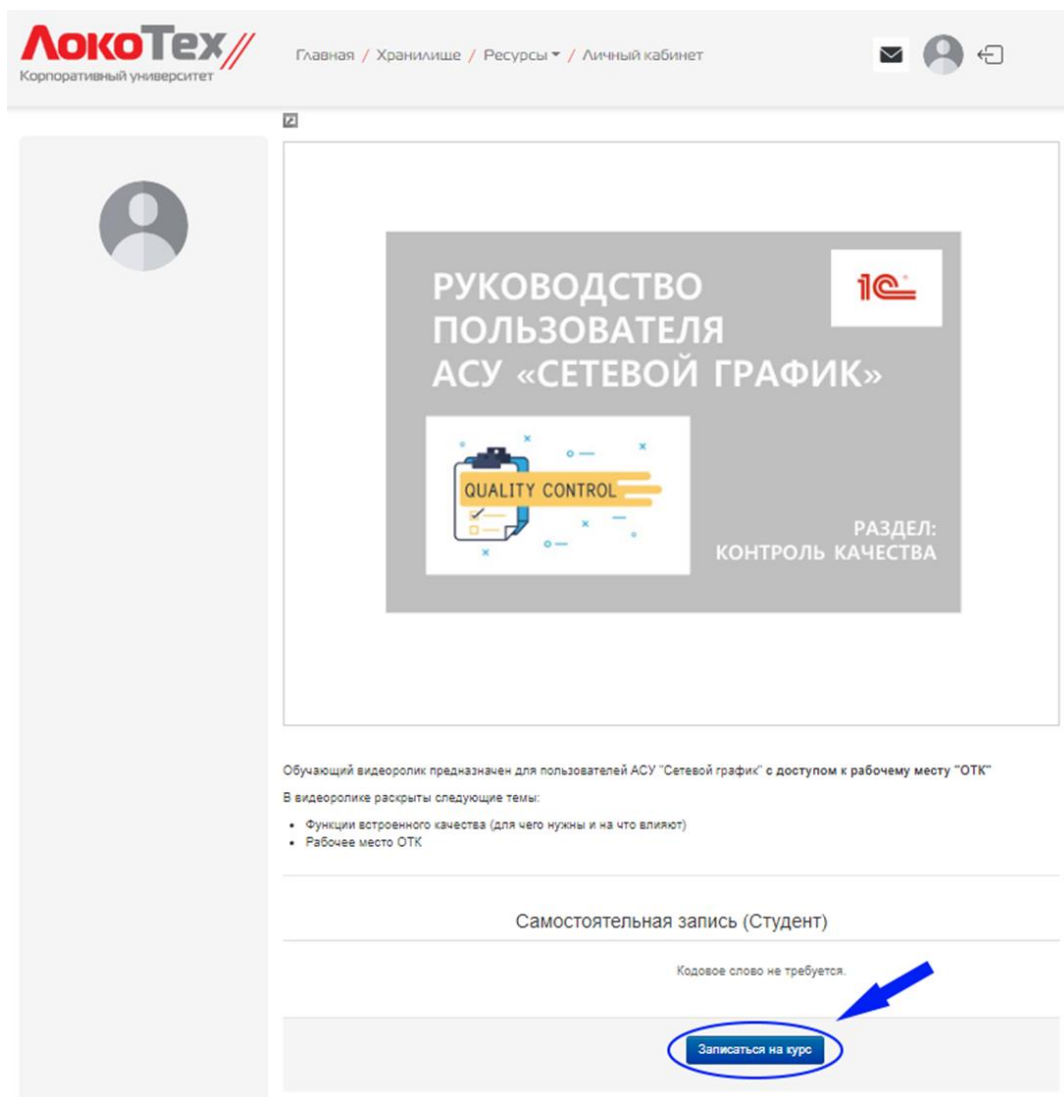 ЛокоТех
Корпоративный университет
Главная / Хранилище / Ресурсы / Личный кабинет
РУКОВОДСТВО
ПОЛЬЗОВАТЕЛЯ
АСУ «СЕТЕВОЙ ГРАФИК»
1С
QUALITY CONTROL
РАЗДЕЛ:
КОНТРОЛЬ КАЧЕСТВА
Обучающий видеоролик предназначен для пользователей АСУ "Сетевой график" с доступом к рабочему месту "ОТК"
В видеоролике раскрыты следующие темы:
• Функции встроенного качества (для чего нужны и на что влияют)
• Рабочее место ОТК
Самостоятельная запись (Студент)
Кодовое слово не требуется.
Записаться на курс